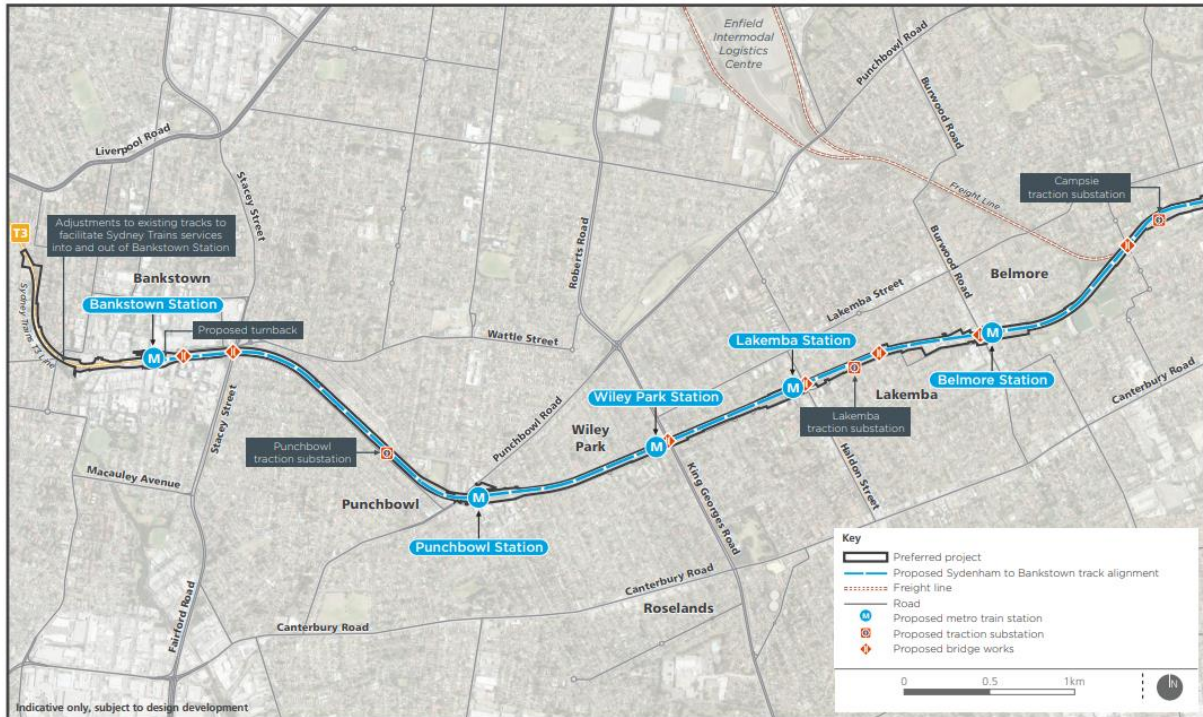 Enfield
Intermodal
Logistics
Centre
Punchbowl Road
Burwood Road
Liverpool Road
Stacey Street
Freight Line
Campsie
traction substation
T3
Adjustments to existing tracks to
facilitate Sydney Trains services
into and out of Bankstown Station
Roberts Road
Burwood Road
Belmore
Bankstown
Bankstown Station
Sydney Trains T3 Line
Proposed turnback
Lakemba Street
Wattle Street
Lakemba Station
Belmore Station
Canterbury Road
Wiley Park Station
Lakemba
Lakemba
traction substation
Stacey Street
Punchbowl Road
Wiley
Park
Punchbowl
traction substation
Macauley Avenue
Haldon Street
King Georges Road
Punchbowl
Punchbowl Station
M
M
M
M
M
Canterbury Road
Roselands
Fairford Road
Canterbury Road
Key
Preferred project
Proposed Sydenham to Bankstown track alignment
Freight line
Road
M Proposed metro train station
Proposed traction substation
Proposed bridge works
0 0.5 1km
N
Indicative only, subject to design development